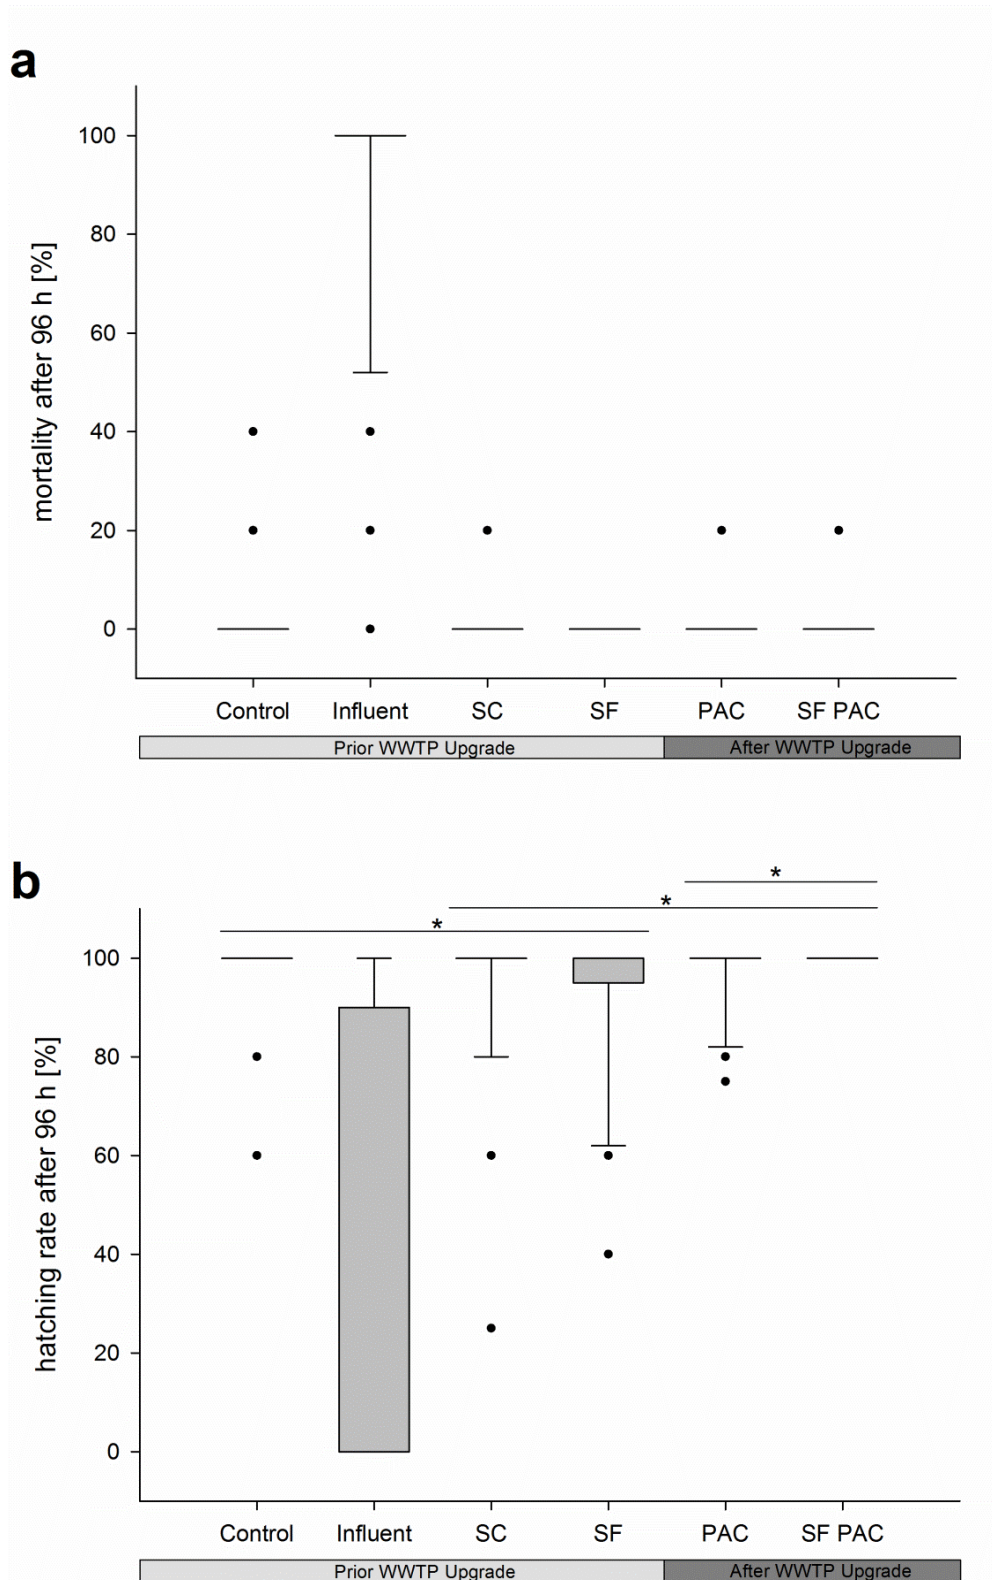 a
mortality after 96 h [%]
100
80
60
40
20
0
Control Influent SC SF PAC SF PAC
Prior WWTP Upgrade After WWTP Upgrade
b
*
*
*
hatching rate after 96 h [%]
100
80
60
40
20
0
Control Influent SC SF PAC SF PAC
Prior WWTP Upgrade After WWTP Upgrade